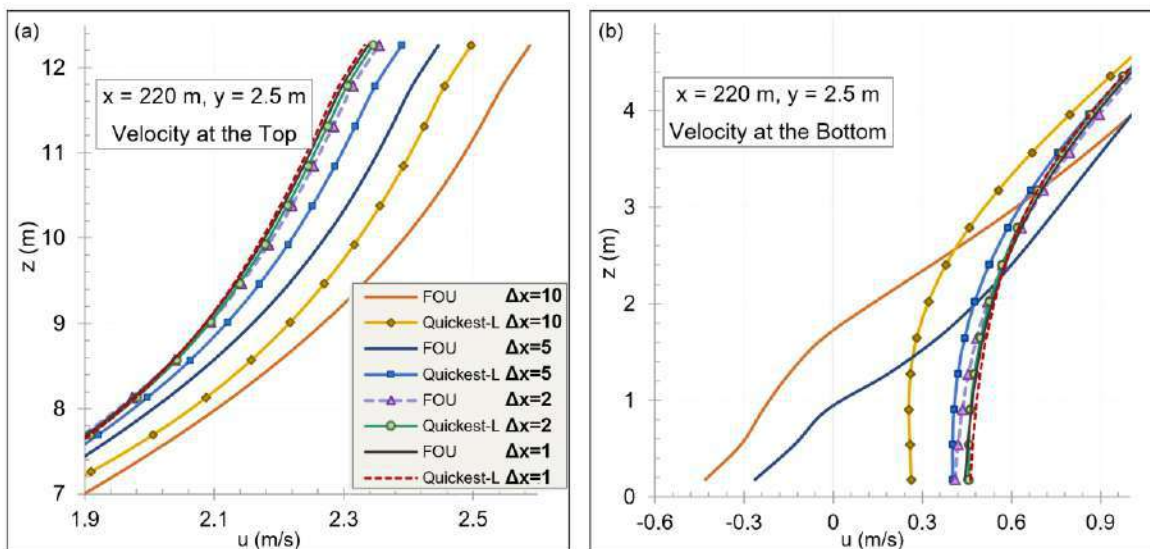 (a)
12
11
10
9
8
7
z (m)
x = 220 m, y = 2.5 m
Velocity at the Top
FOU Δx=10
Quickest-L Δx=10
FOU Δx=5
Quickest-L Δx=5
FOU Δx=2
Quickest-L Δx=2
FOU Δx=1
Quickest-L Δx=1
1.9 2.1 2.3 2.5
u (m/s)
(b)
4
3
2
1
0
z (m)
x = 220 m, y = 2.5 m
Velocity at the Bottom
-0.6 -0.3 0 0.3 0.6 0.9
u (m/s)